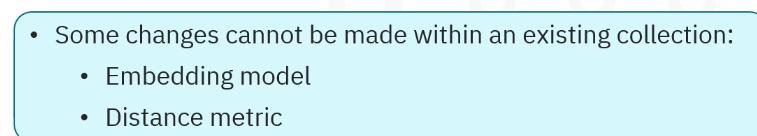 • Some changes cannot be made within an existing collection:
• Embedding model
• Distance metric